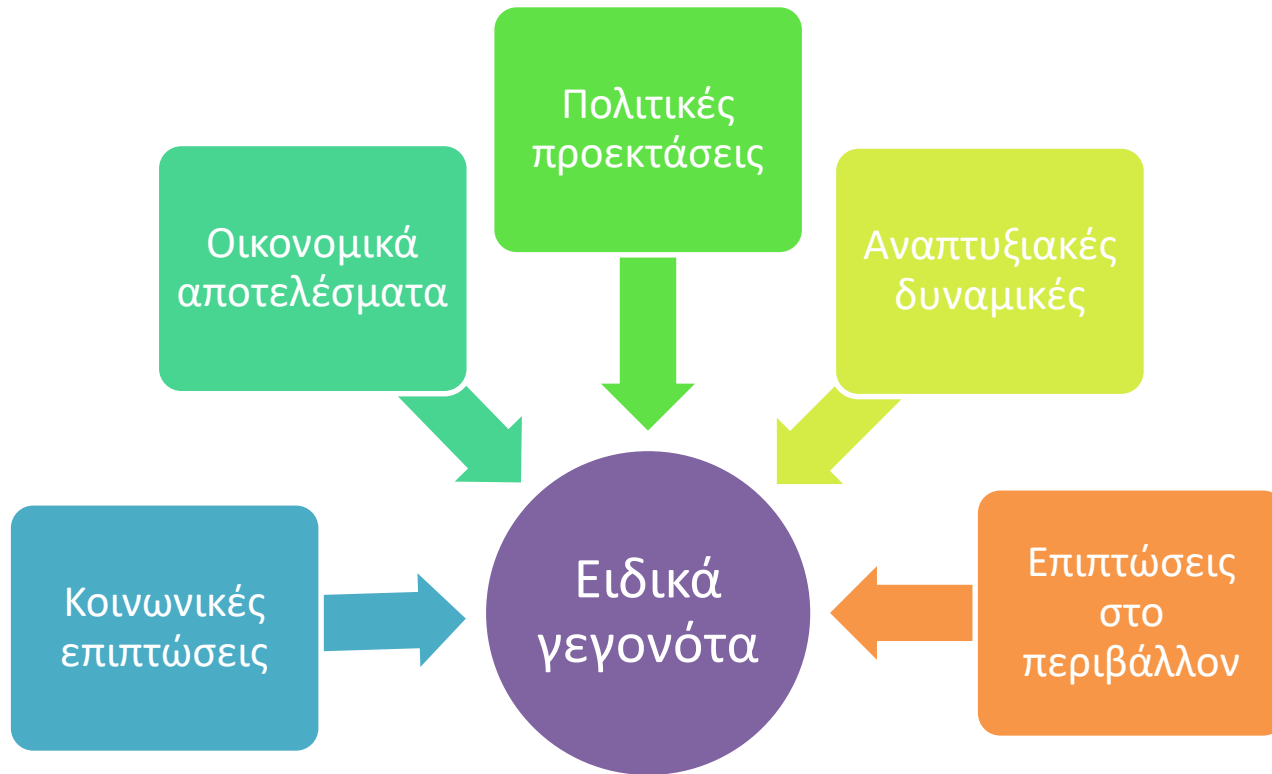 Πολιτικές
προεκτάσεις
Οικονομικά
αποτελέσματα
Αναπτυξιακές
δυναμικές
Κοινωνικές
επιπτώσεις
Ειδικά
γεγονότα
Επιπτώσεις
στο
περιβάλλον